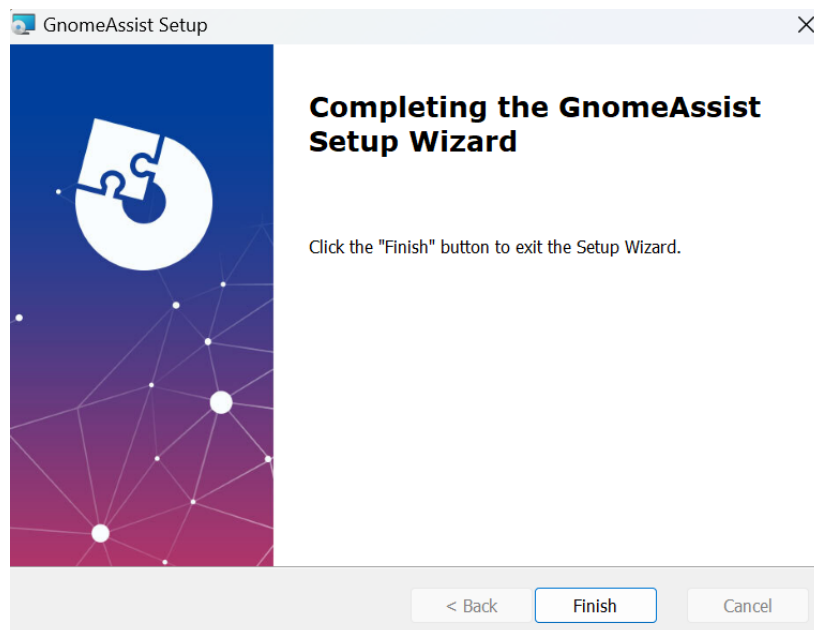 GnomeAssist Setup
Completing the GnomeAssist
Setup Wizard
Click the "Finish" button to exit the Setup Wizard.
< Back
Finish
Cancel